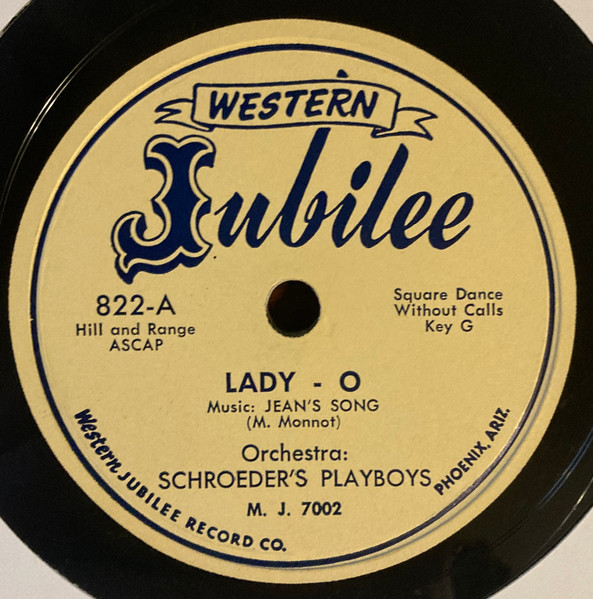 WESTERN
Jubilee
822-A
Hill and Range
ASCAP
Square Dance
Without Calls
Key G
LADY - O
Music: JEAN'S SONG
(M. Monnot)
Orchestra:
SCHROEDER'S PLAYBOYS
M. J. 7002
Western JUBILEE RECORD CO.
PHOENIX, ARIZ.